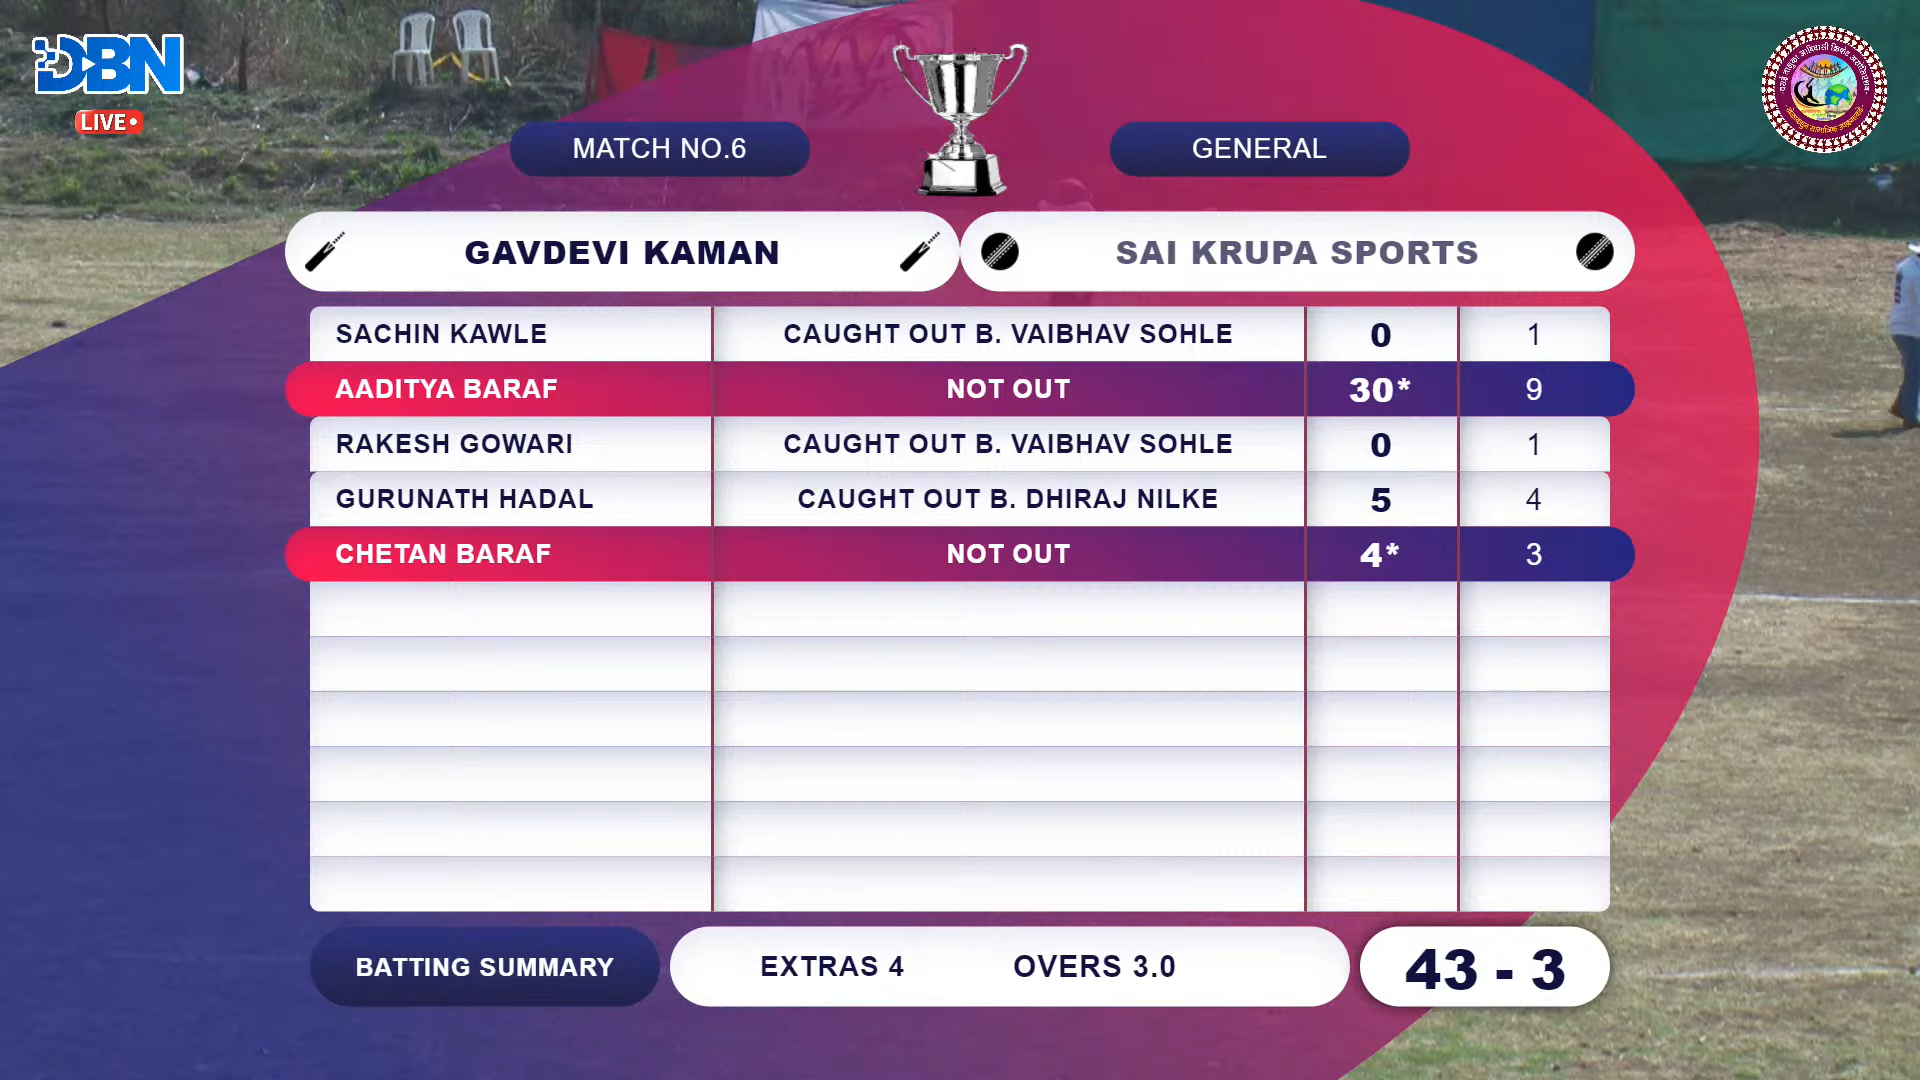 DBN
LIVE
MATCH NO.6
GENERAL
GAVDEVI KAMAN
SAI KRUPA SPORTS
SACHIN KAWLE CAUGHT OUT B. VAIBHAV SOHLE 0 1
AADITYA BARAF NOT OUT 30* 9
RAKESH GOWARI CAUGHT OUT B. VAIBHAV SOHLE 0 1
GURUNATH HADAL CAUGHT OUT B. DHIRAJ NILKE 5 4
CHETAN BARAF NOT OUT 4* 3
BATTING SUMMARY EXTRAS 4 OVERS 3.0 43 - 3